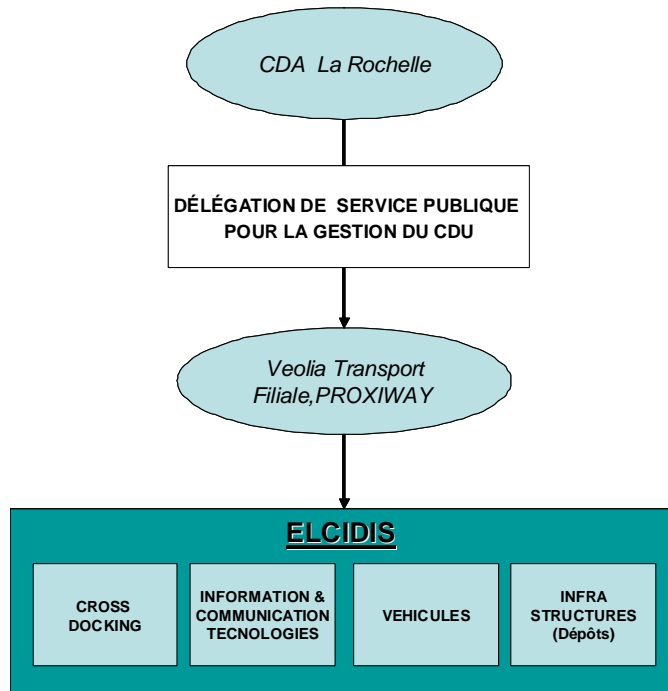 CDA La Rochelle
DÉLÉGATION DE SERVICE PUBLIQUE
POUR LA GESTION DU CDU
Veolia Transport
Filiale,PROXIWAY
ELCIDIS
CROSS
DOCKING
INFORMATION &
COMMUNICATION
TECNOLOGIES
VEHICULES
INFRA
STRUCTURES
(Dépôts)